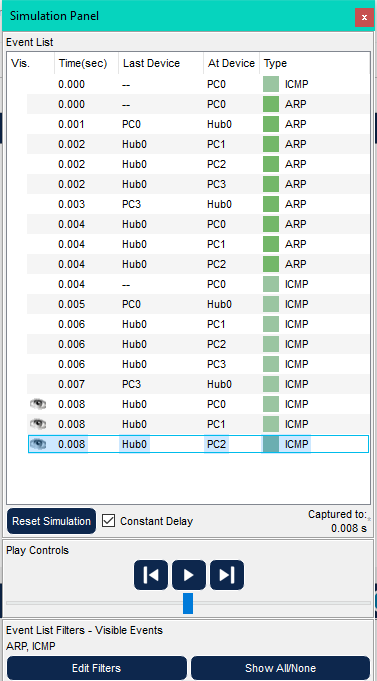 Simulation Panel
x
Event List
Vis. Time(sec) Last Device At Device Type
0.000 -- PC0 ICMP
0.000 -- PC0 ARP
0.001 PC0 Hub0 ARP
0.002 Hub0 PC1 ARP
0.002 Hub0 PC2 ARP
0.002 Hub0 PC3 ARP
0.003 PC3 Hub0 ARP
0.004 Hub0 PC0 ARP
0.004 Hub0 PC1 ARP
0.004 Hub0 PC2 ARP
0.004 -- PC0 ICMP
0.005 PC0 Hub0 ICMP
0.006 Hub0 PC1 ICMP
0.006 Hub0 PC2 ICMP
0.006 Hub0 PC3 ICMP
0.007 PC3 Hub0 ICMP
0.008 Hub0 PC0 ICMP
0.008 Hub0 PC1 ICMP
0.008 Hub0 PC2 ICMP
Reset Simulation Constant Delay Captured to:
0.008 s
Play Controls
Event List Filters - Visible Events
ARP, ICMP
Edit Filters Show All/None